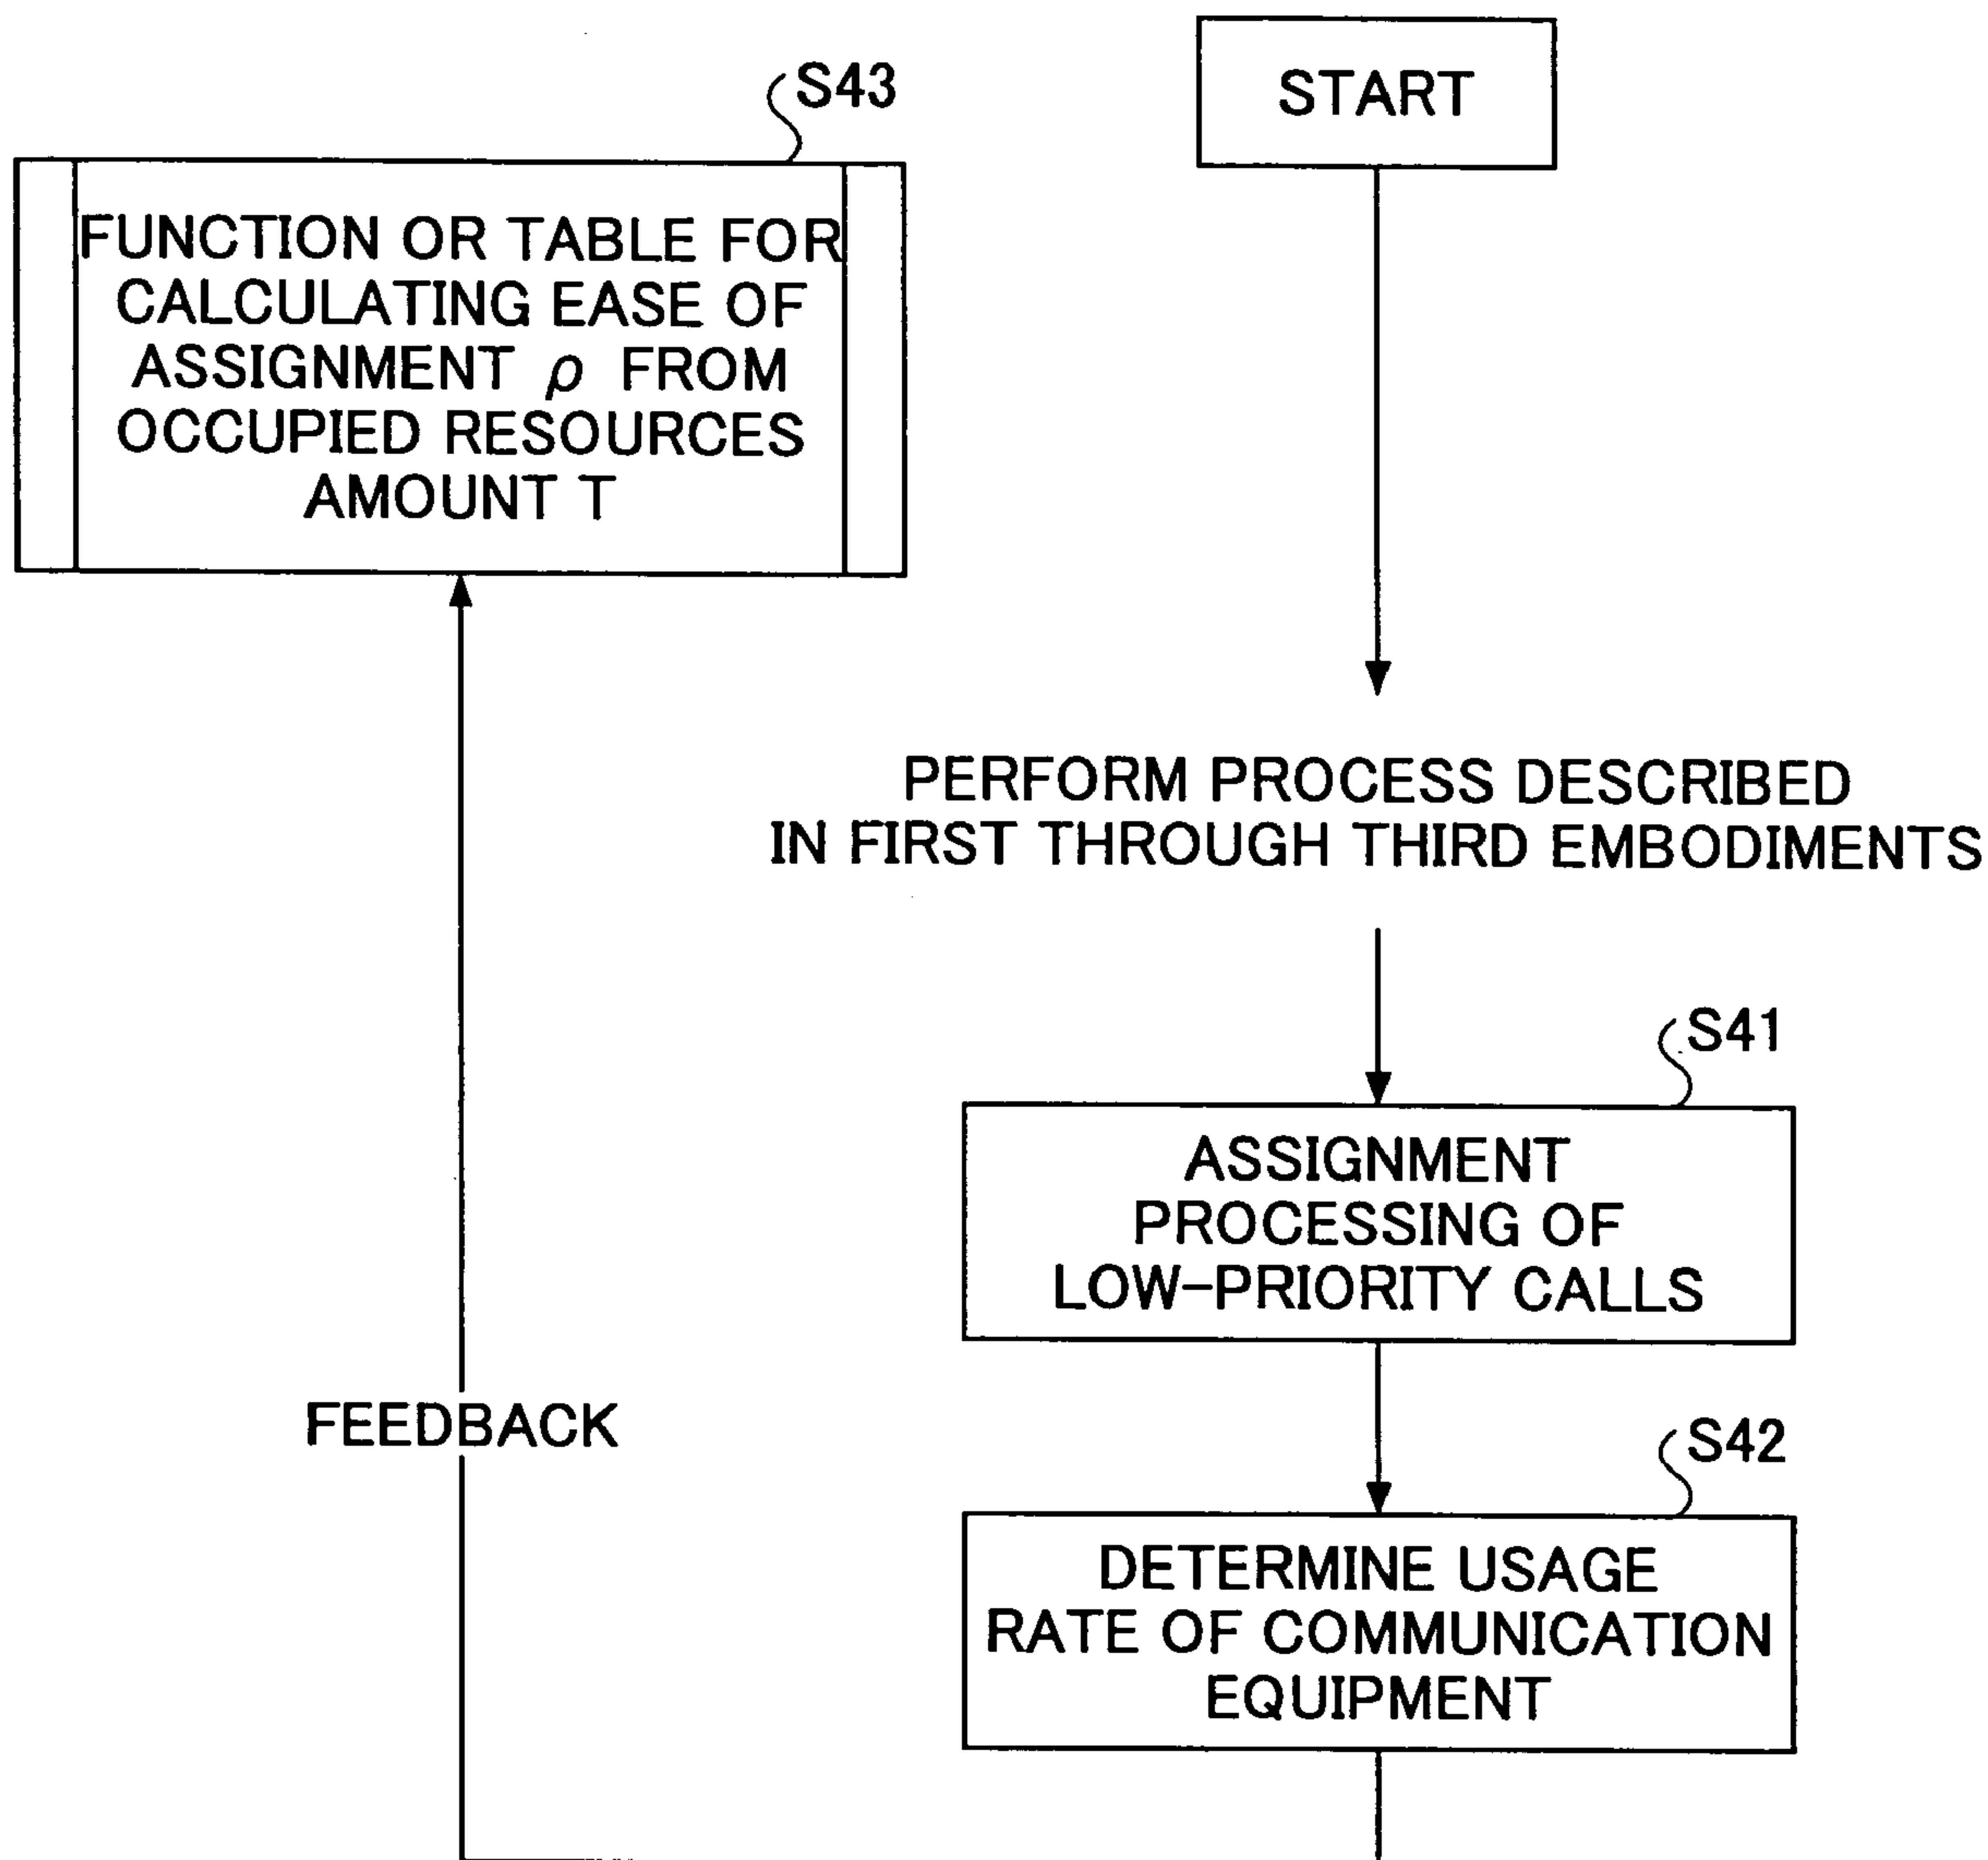 START
S43
FUNCTION OR TABLE FOR
CALCULATING EASE OF
ASSIGNMENT ρ FROM
OCCUPIED RESOURCES
AMOUNT T
PERFORM PROCESS DESCRIBED
IN FIRST THROUGH THIRD EMBODIMENTS
S41
ASSIGNMENT
PROCESSING OF
LOW-PRIORITY CALLS
FEEDBACK
S42
DETERMINE USAGE
RATE OF COMMUNICATION
EQUIPMENT